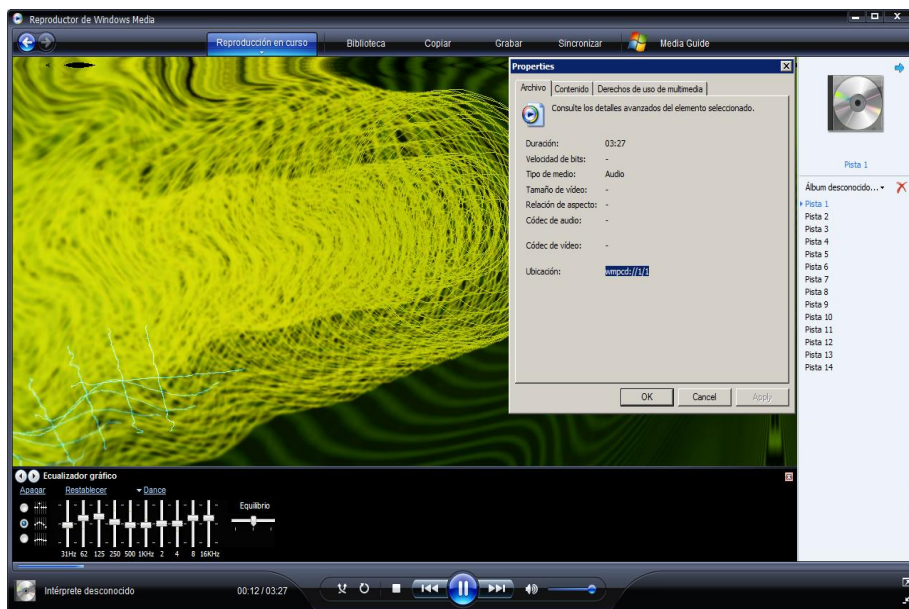 Reproductor de Windows Media
Reproducción en curso Biblioteca Copiar Grabar Sincronizar Media Guide
Properties
Archivo Contenido Derechos de uso de multimedia
Consulte los detalles avanzados del elemento seleccionado.
Duración: 03:27
Velocidad de bits: -
Tipo de medio: Audio
Tamaño de vídeo: -
Relación de aspecto: -
Códec de audio: -
Códec de vídeo: -
Ubicación: wmpcd://1/1
OK Cancel Apply
Pista 1
Álbum desconocido...
Pista 1
Pista 2
Pista 3
Pista 4
Pista 5
Pista 6
Pista 7
Pista 8
Pista 9
Pista 10
Pista 11
Pista 12
Pista 13
Pista 14
Ecualizador gráfico
Apagar Restablecer Dance
Equilibrio
31Hz 62 125 250 500 1KHz 2 4 8 16KHz
Intérprete desconocido 00:12 / 03:27